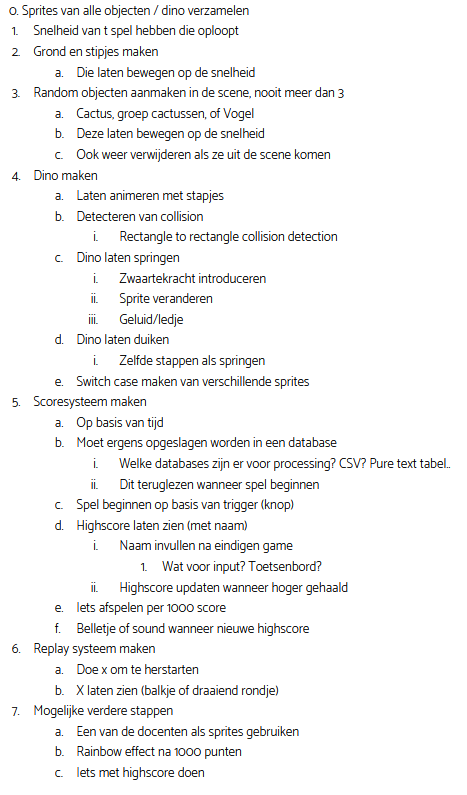 0. Sprites van alle objecten / dino verzamelen
1. Snelheid van t spel hebben die oploopt
2. Grond en stipjes maken
a. Die laten bewegen op de snelheid
3. Random objecten aanmaken in de scene, nooit meer dan 3
a. Cactus, groep cactussen, of Vogel
b. Deze laten bewegen op de snelheid
c. Ook weer verwijderen als ze uit de scene komen
4. Dino maken
a. Laten animeren met stapjes
b. Detecteren van collision
i. Rectangle to rectangle collision detection
c. Dino laten springen
i. Zwaartekracht introduceren
ii. Sprite veranderen
iii. Geluid/ledje
d. Dino laten duiken
i. Zelfde stappen als springen
e. Switch case maken van verschillende sprites
5. Scoresysteem maken
a. Op basis van tijd
b. Moet ergens opgeslagen worden in een database
i. Welke databases zijn er voor processing? CSV? Pure text tabel..
ii. Dit teruglezen wanneer spel beginnen
c. Spel beginnen op basis van trigger (knop)
d. Highscore laten zien (met naam)
i. Naam invullen na eindigen game
1. Wat voor input? Toetsenbord?
ii. Highscore updaten wanneer hoger gehaald
e. Iets afspelen per 1000 score
f. Belletje of sound wanneer nieuwe highscore
6. Replay systeem maken
a. Doe x om te herstarten
b. X laten zien (balkje of draaiend rondje)
7. Mogelijke verdere stappen
a. Een van de docenten als sprites gebruiken
b. Rainbow effect na 1000 punten
c. Iets met highscore doen